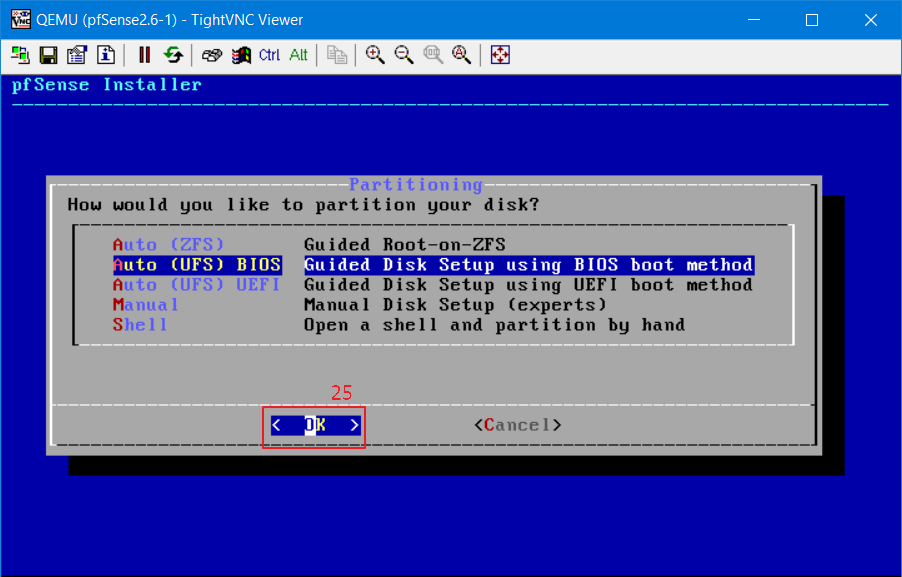 QEMU (pfSense2.6-1) - TightVNC Viewer
Ctrl Alt
pfSense Installer
Partitioning
How would you like to partition your disk?
Auto (ZFS) Guided Root-on-ZFS
Auto (UFS) BIOS Guided Disk Setup using BIOS boot method
Auto (UFS) UEFI Guided Disk Setup using UEFI boot method
Manual Manual Disk Setup (experts)
Shell Open a shell and partition by hand
25
< OK > <Cancel>